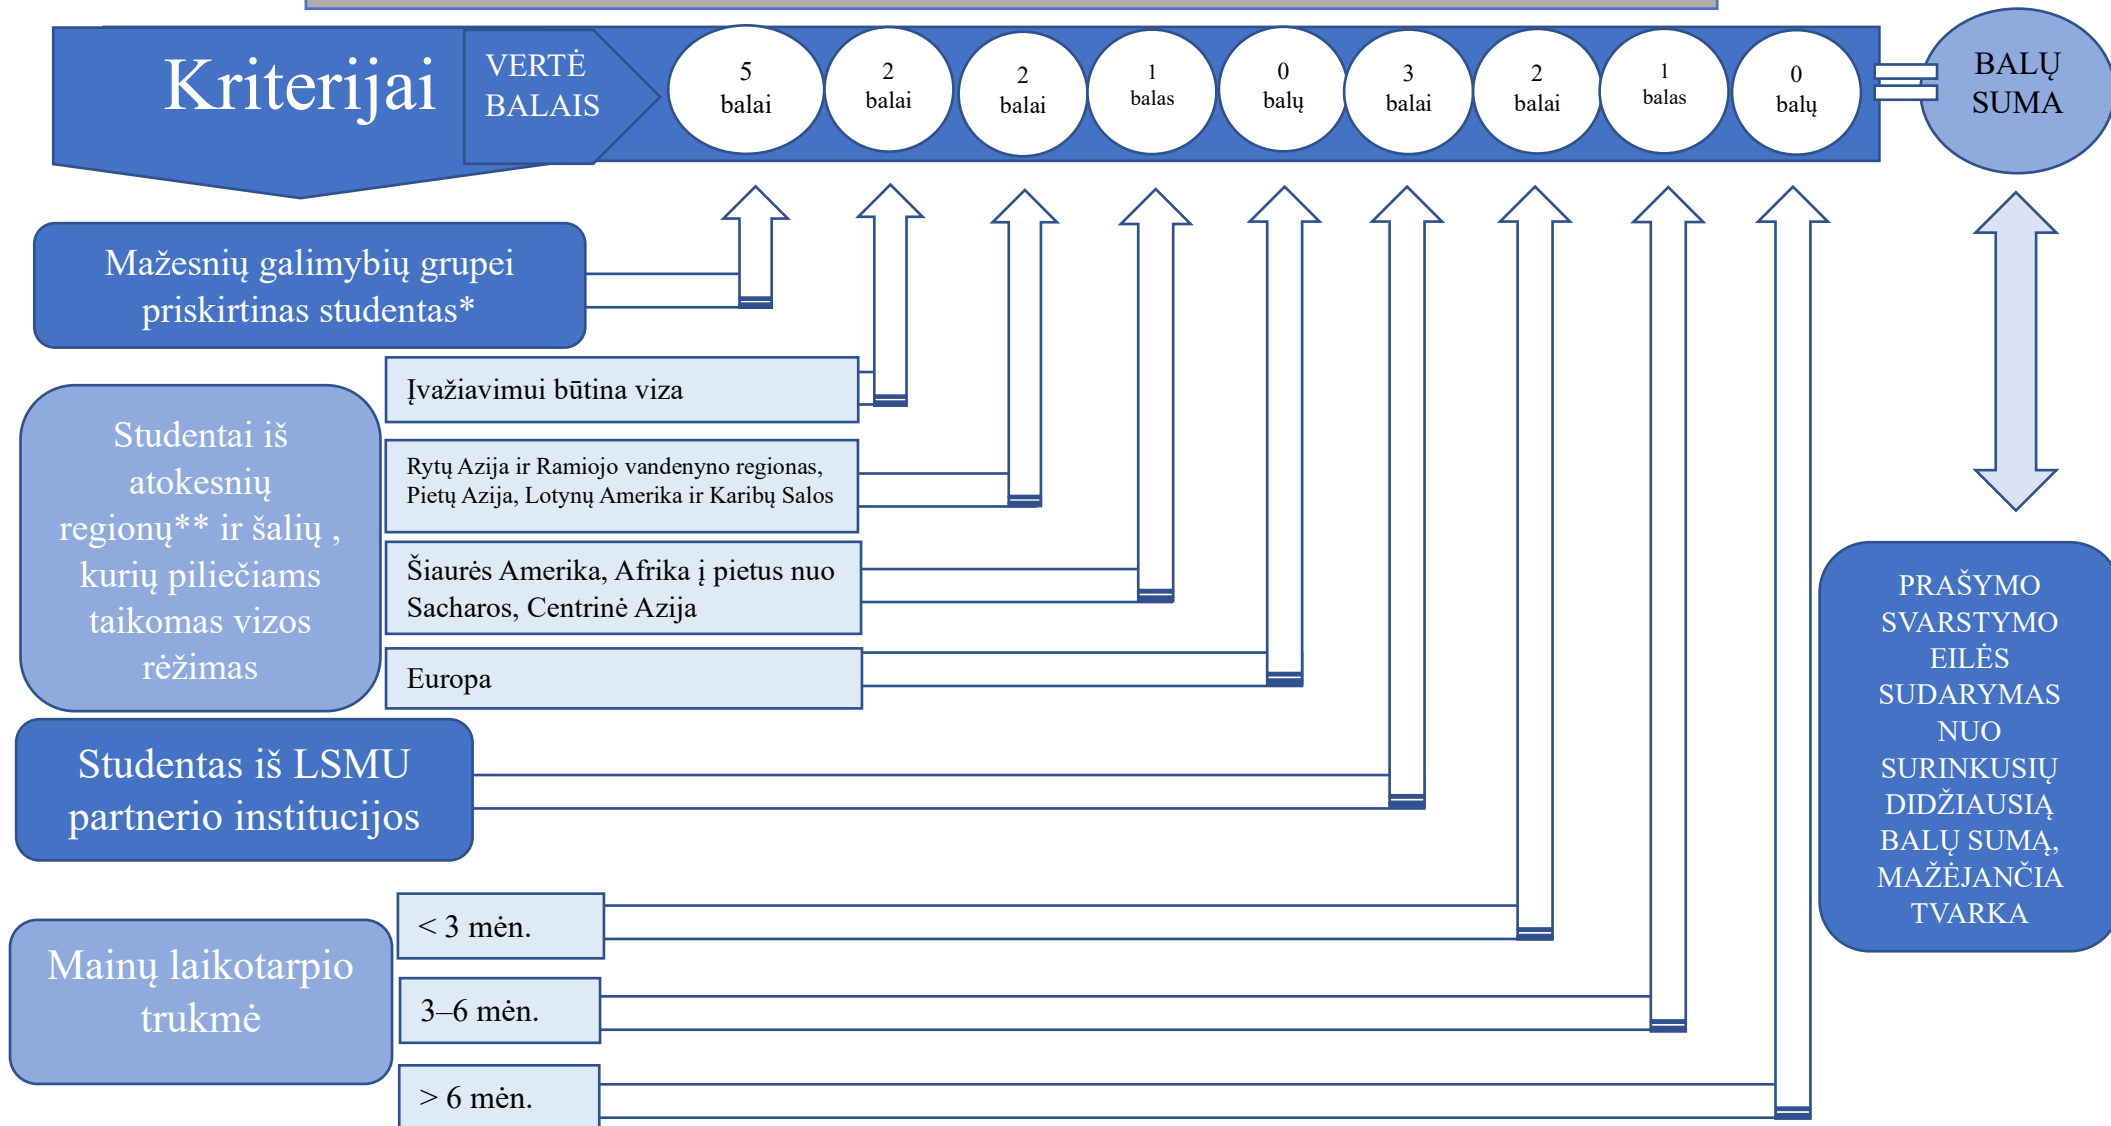 Kriterijai
VERTĖ
BALAIS
5
balai
2
balai
2
balai
1
balas
0
balų
3
balai
2
balai
1
balas
0
balų
BALŲ
SUMA
Mažesnių galimybių grupei
priskirtinas studentas*
Studentai iš
atokesnių
regionų** ir šalių ,
kurių piliečiams
taikomas vizos
rėžimas
Įvažiavimui būtina viza
Rytų Azija ir Ramiojo vandenyno regionas,
Pietų Azija, Lotynų Amerika ir Karibų Salos
Šiaurės Amerika, Afrika į pietus nuo
Sacharos, Centrinė Azija
Europa
Studentas iš LSMU
partnerio institucijos
Mainų laikotarpio
trukmė
< 3 mėn.
3–6 mėn.
> 6 mėn.
PRAŠYMO
SVARSTYMO
EILĖS
SUDARYMAS
NUO
SURINKUSIŲ
DIDŽIAUSIĄ
BALŲ SUMĄ,
MAŽĖJANČIA
TVARKA